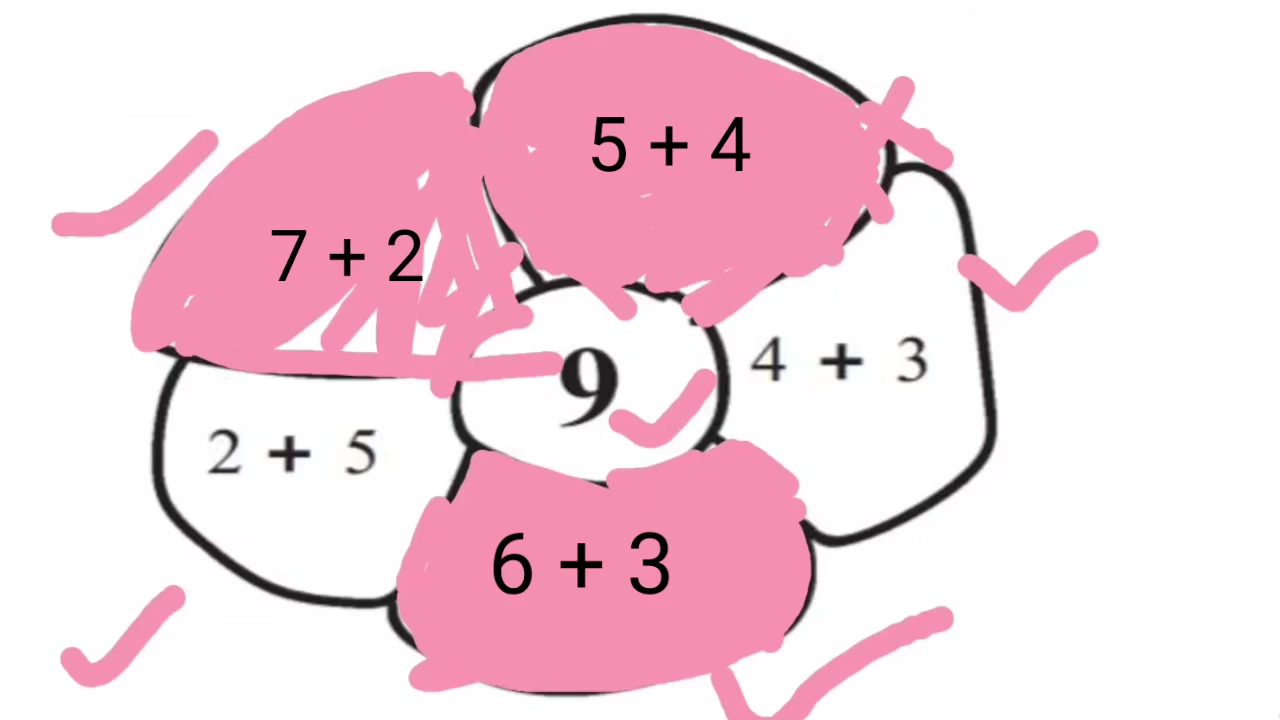 5 + 4
7 + 2
9
4 + 3
2 + 5
6 + 3